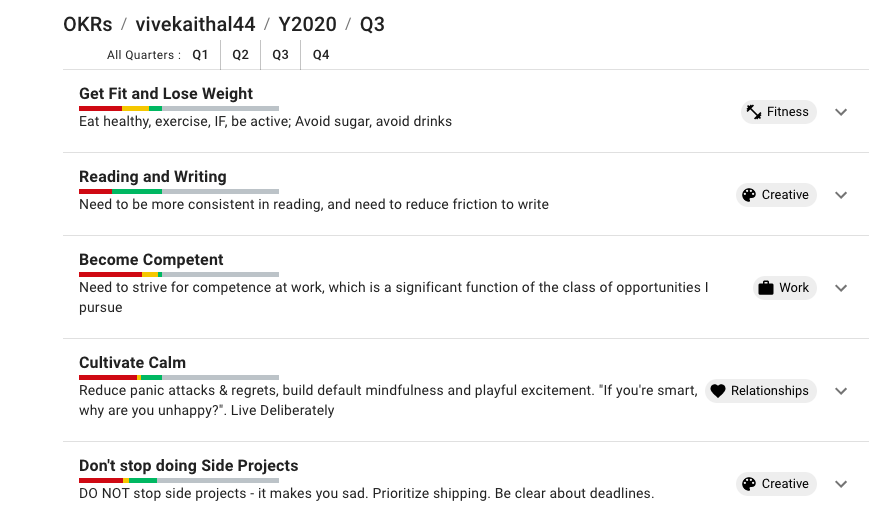 OKRs / vivekaithal44 / Y2020 / Q3
All Quarters : Q1 Q2 Q3 Q4
Get Fit and Lose Weight
Eat healthy, exercise, IF, be active; Avoid sugar, avoid drinks
Fitness
Reading and Writing
Need to be more consistent in reading, and need to reduce friction to write
Creative
Become Competent
Need to strive for competence at work, which is a significant function of the class of opportunities I
pursue
Work
Cultivate Calm
Reduce panic attacks & regrets, build default mindfulness and playful excitement. "If you're smart,
why are you unhappy?". Live Deliberately
Relationships
Don't stop doing Side Projects
DO NOT stop side projects - it makes you sad. Prioritize shipping. Be clear about deadlines.
Creative